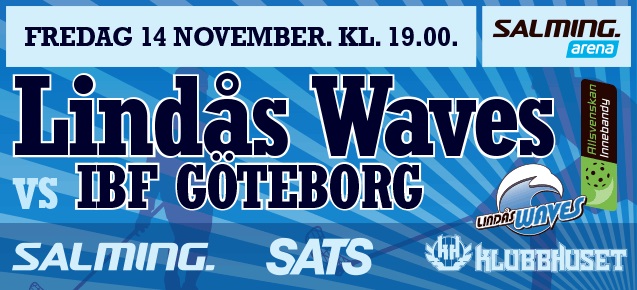 FREDAG 14 NOVEMBER. KL. 19.00.
SALMING.
arena
Lindås Waves
Allsvenskan
Innebandy
VS IBF GÖTEBORG
LINDÅS
WAVES
SALMING.
SATS
KH
KLUBBHUSET